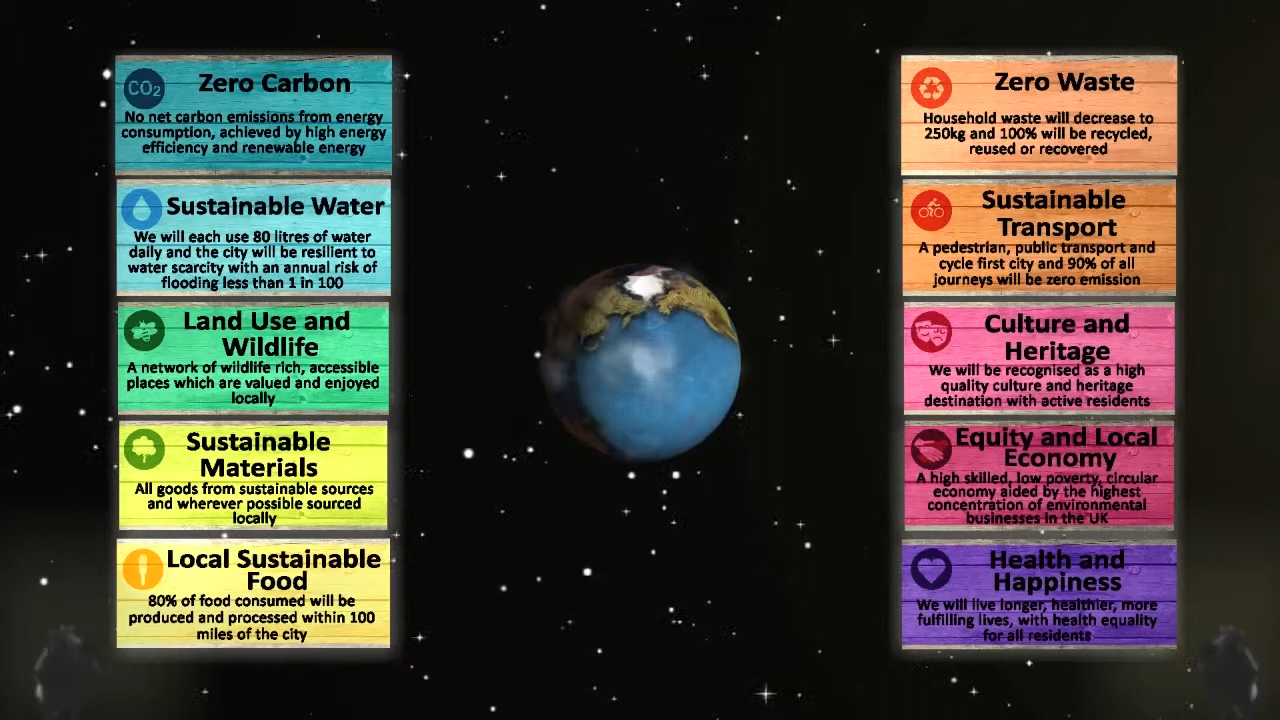 CO2
Zero Carbon
No net carbon emissions from energy
consumption, achieved by high energy
efficiency and renewable energy
Sustainable Water
We will each use 80 litres of water
daily and the city will be resilient to
water scarcity with an annual risk of
flooding less than 1 in 100
Land Use and
Wildlife
A network of wildlife rich, accessible
places which are valued and enjoyed
locally
Sustainable
Materials
All goods from sustainable sources
and wherever possible sourced
locally
Local Sustainable
Food
80% of food consumed will be
produced and processed within 100
miles of the city
Zero Waste
Household waste will decrease to
250kg and 100% will be recycled,
reused or recovered
Sustainable
Transport
A pedestrian, public transport and
cycle first city and 90% of all
journeys will be zero emission
Culture and
Heritage
We will be recognised as a high
quality culture and heritage
destination with active residents
Equity and Local
Economy
A high skilled, low poverty, circular
economy aided by the highest
concentration of environmental
businesses in the UK
Health and
Happiness
We will live longer, healthier, more
fulfilling lives, with health equality
for all residents